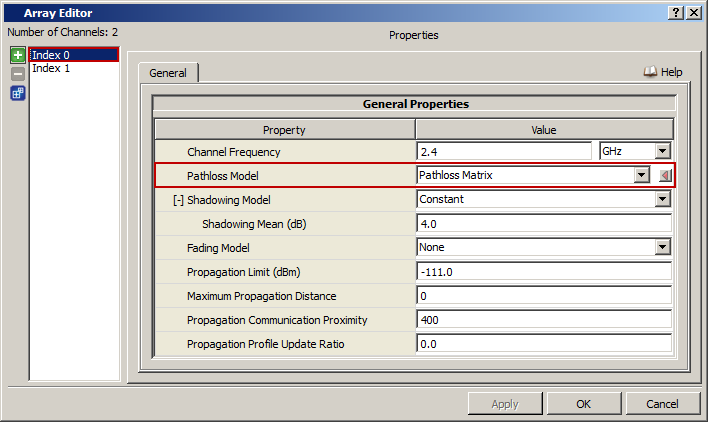 Array Editor
Number of Channels: 2
Properties
Index 0
Index 1
General
Help
General Properties
Property Value
Channel Frequency 2.4 GHz
Pathloss Model Pathloss Matrix
[-] Shadowing Model Constant
Shadowing Mean (dB) 4.0
Fading Model None
Propagation Limit (dBm) -111.0
Maximum Propagation Distance 0
Propagation Communication Proximity 400
Propagation Profile Update Ratio 0.0
Apply OK Cancel